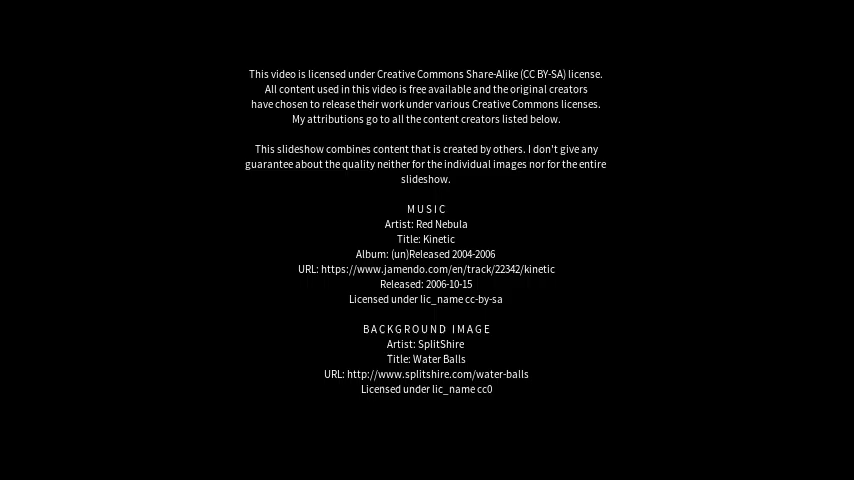 This video is licensed under Creative Commons Share-Alike (CC BY-SA) license.
All content used in this video is free available and the original creators
have chosen to release their work under various Creative Commons licenses.
My attributions go to all the content creators listed below.
This slideshow combines content that is created by others. I don't give any
guarantee about the quality neither for the individual images nor for the entire
slideshow.
MUSIC
Artist: Red Nebula
Title: Kinetic
Album: (un)Released 2004-2006
URL: https://www.jamendo.com/en/track/22342/kinetic
Released: 2006-10-15
Licensed under lic_name cc-by-sa
BACKGROUND IMAGE
Artist: SplitShire
Title: Water Balls
URL: http://www.splitshire.com/water-balls
Licensed under lic_name cc0